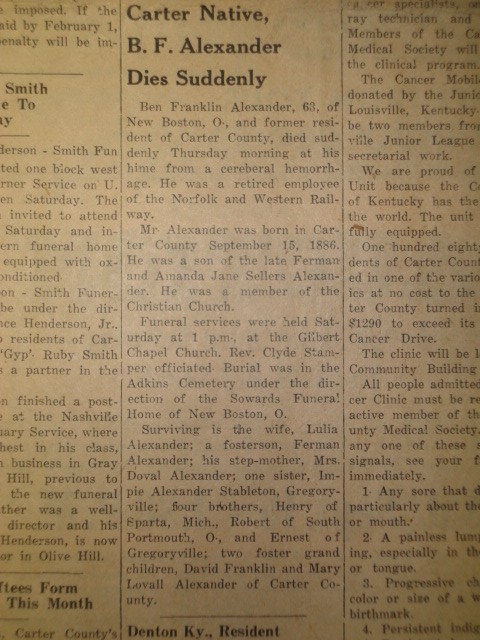 imposed. If the
aid by February 1,
enalty will be im-
Smith
e To
ay
derson - Smith Fun
ted one block west
rner Service on U.
en Saturday. The
invited to attend
Saturday and in-
ern funeral home
equipped with ox-
onditioned
on - Smith Funer-
be under the dir-
nce Henderson, Jr.,
residents of Car-
'Gyp' Ruby Smith
s a partner in the
n finished a post-
e at the Nashville
uary Service, where
hest in his class,
n business in Gray
Hill, previous to
the new funeral
ther was a well-
director and his
Henderson, is now
or in Olive Hill.
ftees Form
This Month
, Carter County's
Carter Native,
B. F. Alexander
Dies Suddenly
Ben Franklin Alexander, 63, of
New Boston, O., and former resi-
dent of Carter County, died sud-
denly Thursday morning at his
hime from a cerebral hemorrh-
age. He was a retired employee
of the Norfolk and Western Rail-
way.
Mr. Alexander was born in Car-
ter County September 15, 1886.
He was a son of the late Ferman
and Amanda Jane Sellers Alexan-
der. He was a member of the
Christian Church.
Funeral services were held Sat-
urday at 1 p.m., at the Gilbert
Chapel Church. Rev. Clyde Stam-
per officiated Burial was in the
Adkins Cemetery under the dir-
ection of the Sowards Funeral
Home of New Boston, O.
Surviving is the wife, Lulia
Alexander; a fosterson, Ferman
Alexander; his step-mother, Mrs.
Doval Alexander; one sister, Im-
pie Alexander Stableton, Gregory-
ville; four brothers, Henry of
Sparta, Mich., Robert of South
Portmouth, O., and Ernest of
Gregoryville; two foster grand
children, David Franklin and Mary
Lovall Alexander of Carter Co-
unty.
Denton Ky., Resident
cer specialists,
ray technician and
Members of the Ca
Medical Society will
the clinical program.
The Cancer Mobile
donated by the Junio
Louisville, Kentucky
be two members from
ville Junior League
secretarial work.
We are proud of
Unit because the C
of Kentucky has the
the world. The unit
fully equipped.
One hundred eighty
dents of Carter Count
ed in one of the vario
ics at no cost to the
ter County turned in
$1290 to exceed its
Cancer Drive.
The clinic will be l
Community Building
All people admitted
cer Clinic must be re
active member of th
unty Medical Society.
any one of these s
signals, see your f
immediately.
1. Any sore that d
particularly about the
or mouth.
2. A painless lump
ing, especially in the
or tongue.
3. Progressive ch
color or size of a w
birthmark.
4. Persistent indig